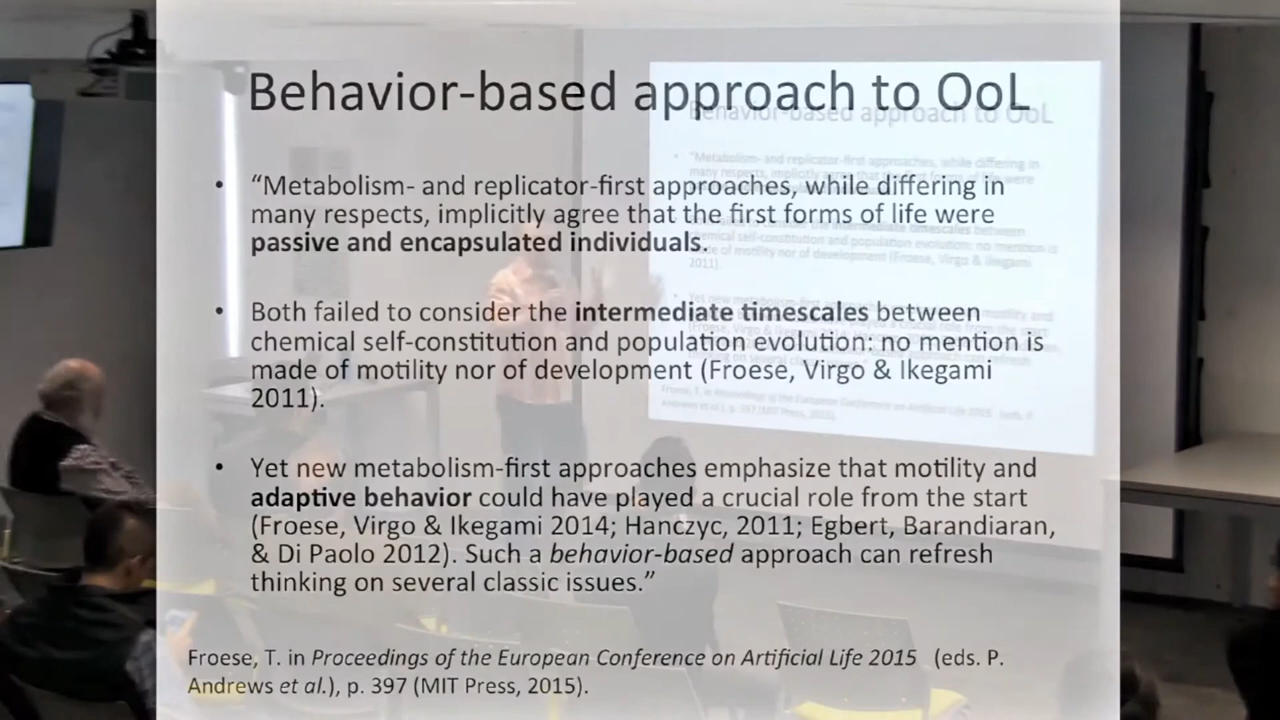 Behavior-based approach to OoL
• “Metabolism- and replicator-first approaches, while differing in
many respects, implicitly agree that the first forms of life were
passive and encapsulated individuals.
• Both failed to consider the intermediate timescales between
chemical self-constitution and population evolution: no mention is
made of motility nor of development (Froese, Virgo & Ikegami
2011).
• Yet new metabolism-first approaches emphasize that motility and
adaptive behavior could have played a crucial role from the start
(Froese, Virgo & Ikegami 2014; Hanczyc, 2011; Egbert, Barandiaran,
& Di Paolo 2012). Such a behavior-based approach can refresh
thinking on several classic issues.”
Froese, T. in Proceedings of the European Conference on Artificial Life 2015 (eds. P.
Andrews et al.), p. 397 (MIT Press, 2015).
Behavior-based approach to OoL